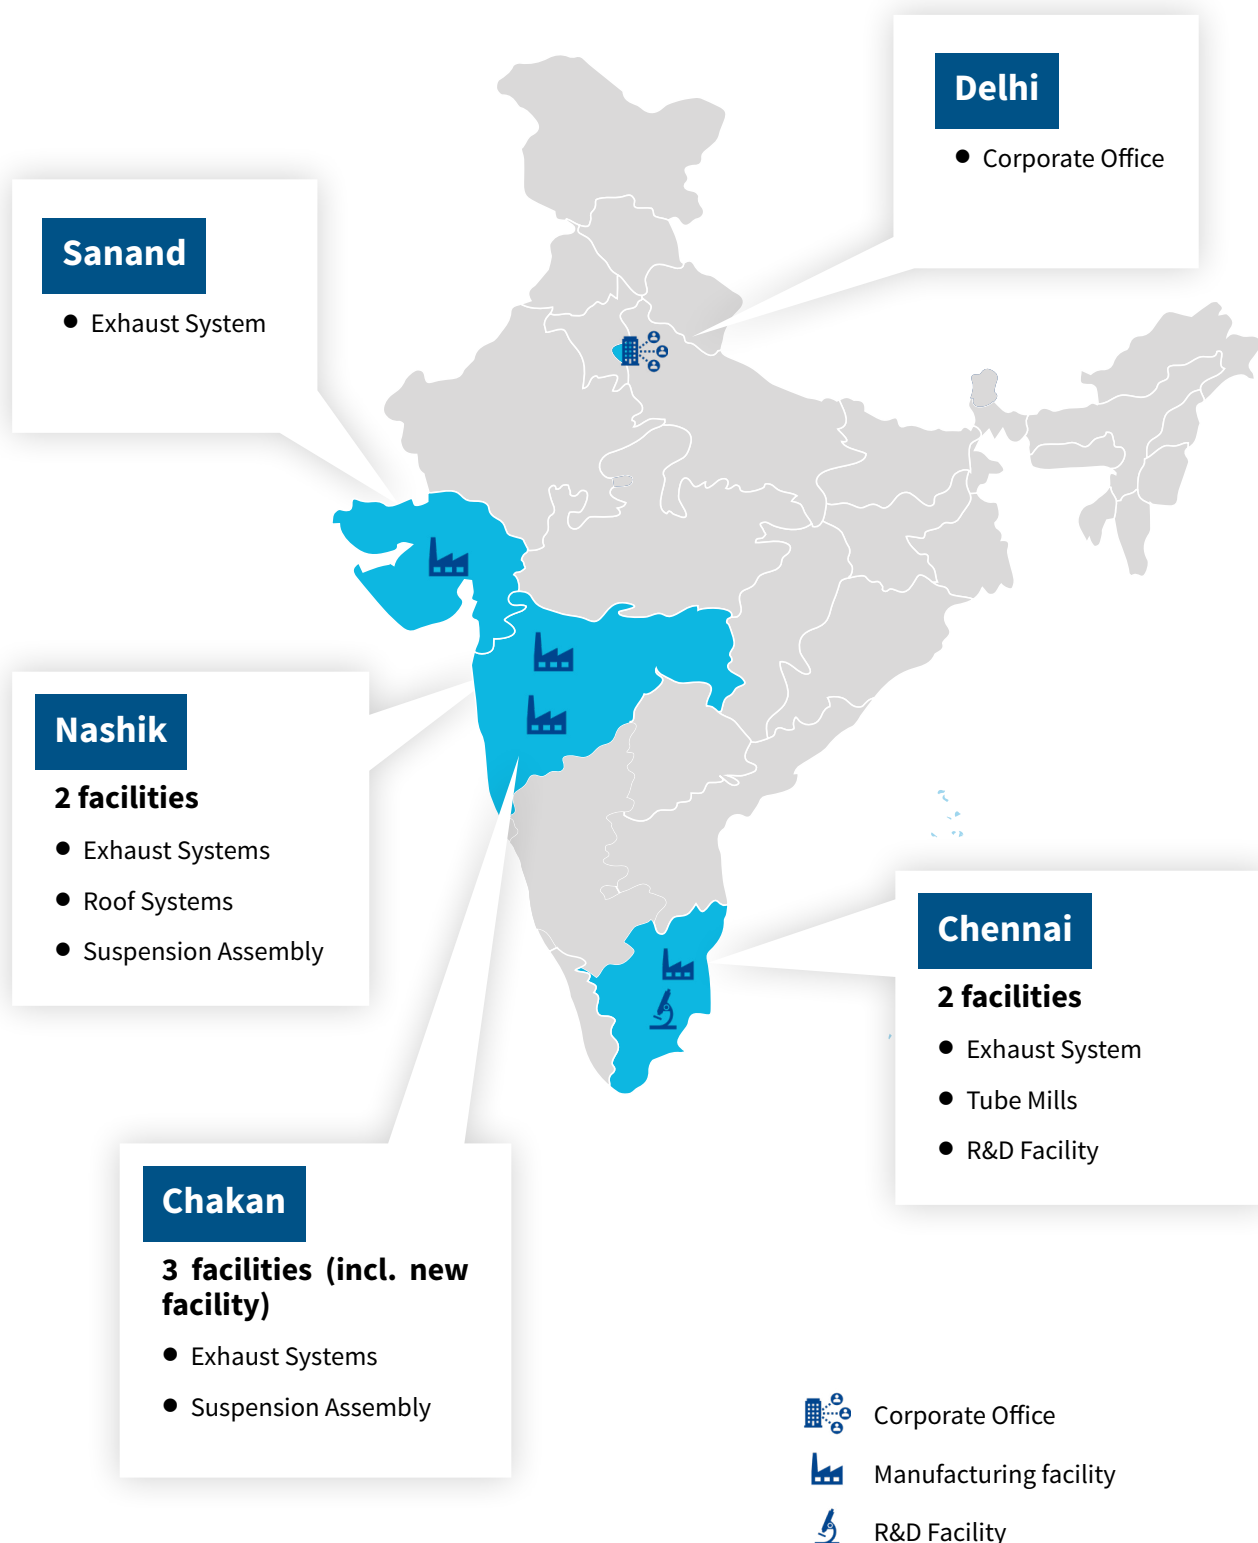 Delhi
Corporate Office
Sanand
Exhaust System
Nashik
2 facilities
Exhaust Systems
Roof Systems
Suspension Assembly
Chennai
2 facilities
Exhaust System
Tube Mills
R&D Facility
Chakan
3 facilities (incl. new
facility)
Exhaust Systems
Suspension Assembly
Corporate Office
Manufacturing facility
R&D Facility